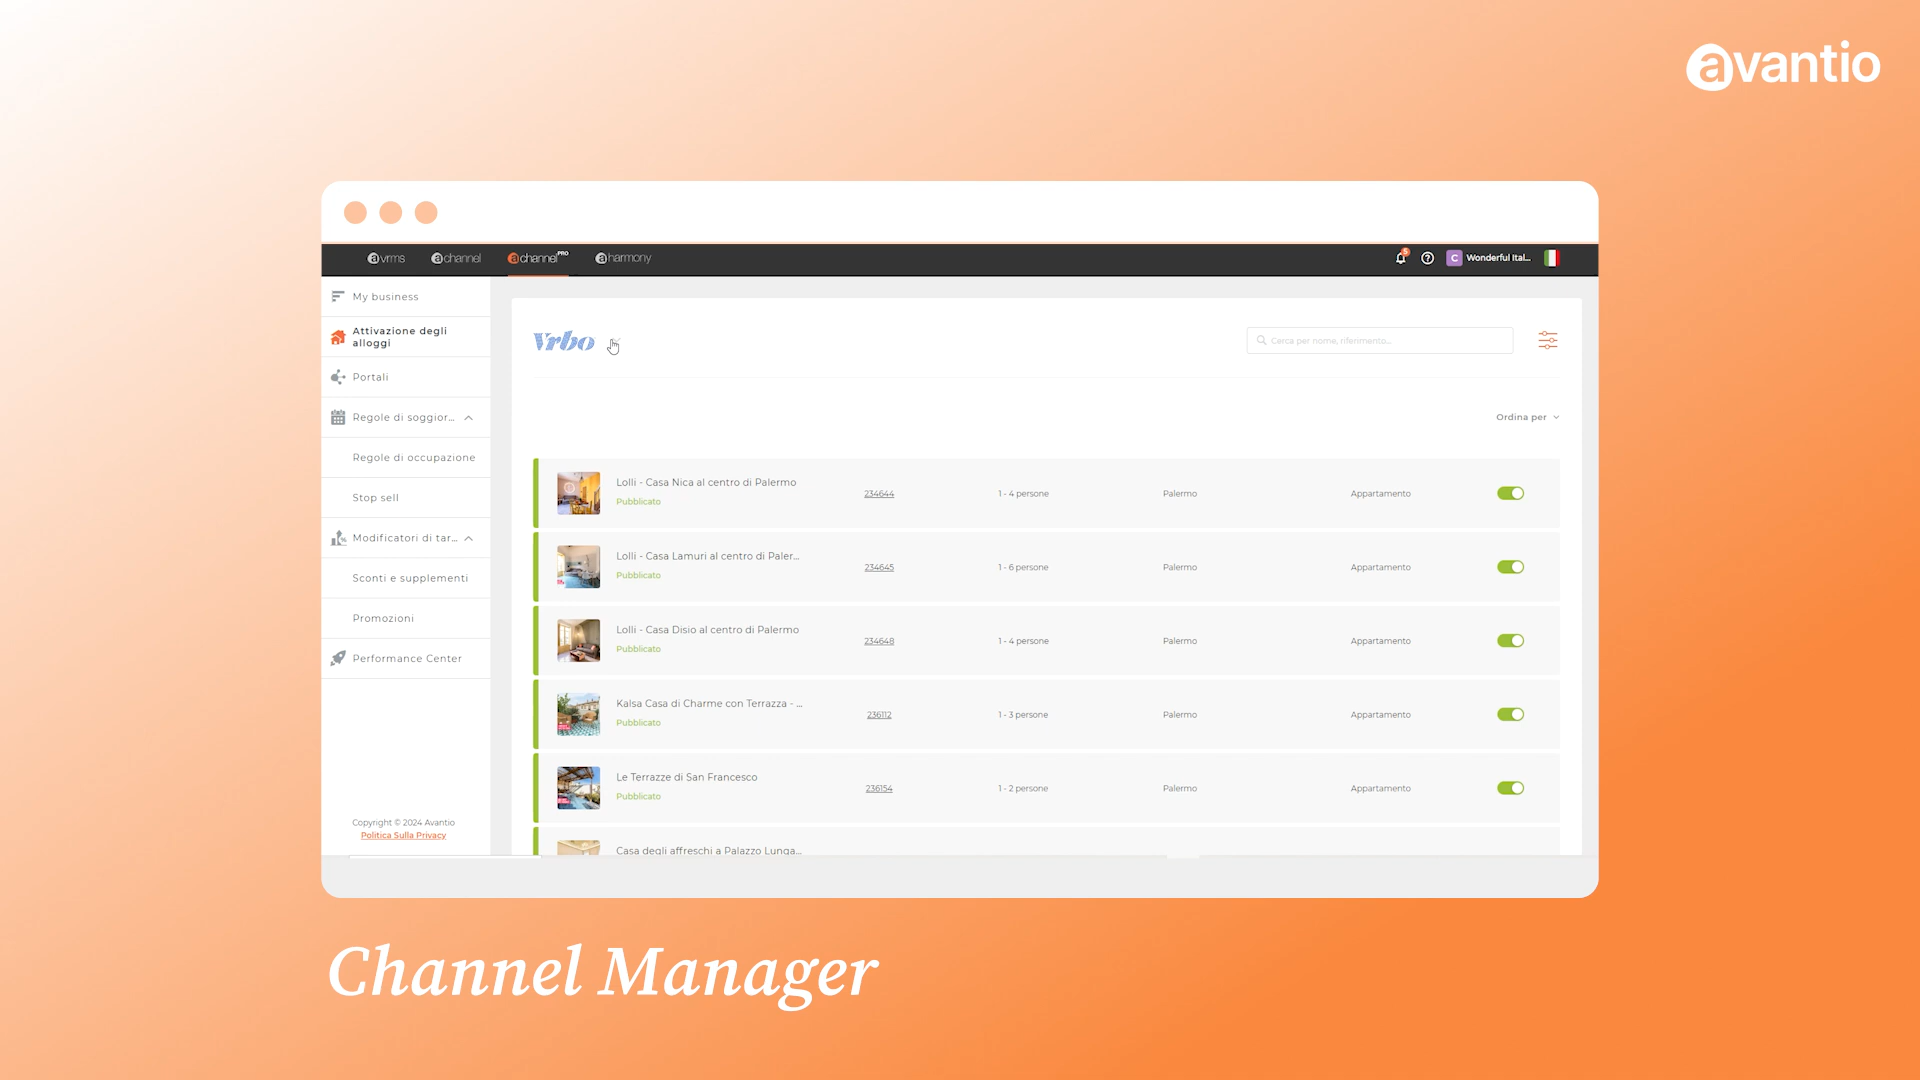 avantio
avrms
achannel
achannelPRO
aharmony
5
?
C
Wonderful Ital...
My business
Attivazione degli
alloggi
Portali
Regole di soggior...
Regole di occupazione
Stop sell
Modificatori di tar...
Sconti e supplementi
Promozioni
Performance Center
Copyright © 2024 Avantio
Politica Sulla Privacy
Vrbo
Cerca per nome, riferimento...
Ordina per
Lolli - Casa Nica al centro di Palermo
Pubblicato
234644
1 - 4 persone
Palermo
Appartamento
Lolli - Casa Lamuri al centro di Paler...
Pubblicato
234645
1 - 6 persone
Palermo
Appartamento
Lolli - Casa Disio al centro di Palermo
Pubblicato
234648
1 - 4 persone
Palermo
Appartamento
Kalsa Casa di Charme con Terrazza - ...
Pubblicato
236112
1 - 3 persone
Palermo
Appartamento
Le Terrazze di San Francesco
Pubblicato
236154
1 - 2 persone
Palermo
Appartamento
Casa degli affreschi a Palazzo Lunga...
Channel Manager